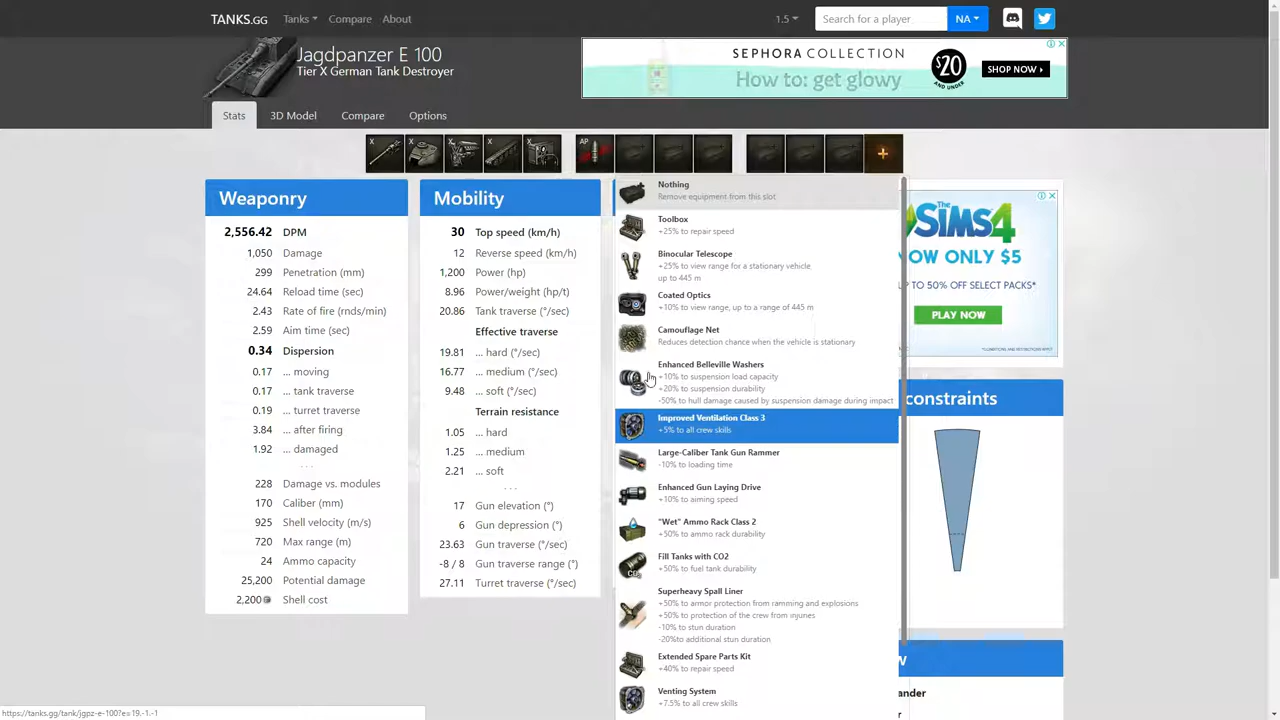 TANKS.GG Tanks Compare About 1.5 Search for a player NA
Jagdpanzer E 100
Tier X German Tank Destroyer
SEPHORA COLLECTION
How to: get glowy
$20
AND UNDER
SHOP NOW
Stats 3D Model Compare Options
X X X X X AP
Weaponry
2,556.42 DPM
1,050 Damage
299 Penetration (mm)
24.64 Reload time (sec)
2.43 Rate of fire (rnds/min)
2.59 Aim time (sec)
0.34 Dispersion
0.17 ... moving
0.17 ... tank traverse
0.19 ... turret traverse
3.84 ... after firing
1.92 ... damaged
. . .
228 Damage vs. modules
170 Caliber (mm)
925 Shell velocity (m/s)
720 Max range (m)
24 Ammo capacity
25,200 Potential damage
2,200 Shell cost
Mobility
30 Top speed (km/h)
12 Reverse speed (km/h)
1,200 Power (hp)
8.96 Power/weight (hp/t)
20.86 Tank traverse (°/sec)
Effective traverse
19.81 ... hard (°/sec)
16.77 ... medium (°/sec)
9.48 ... soft (°/sec)
Terrain resistance
1.05 ... hard
1.25 ... medium
2.21 ... soft
. . .
17 Gun elevation (°)
6 Gun depression (°)
23.63 Gun traverse (°/sec)
-8 / 8 Gun traverse range (°)
27.11 Turret traverse (°/sec)
Nothing
Remove equipment from this slot
Toolbox
+25% to repair speed
Binocular Telescope
+25% to view range for a stationary vehicle
up to 445 m
Coated Optics
+10% to view range, up to a range of 445 m
Camouflage Net
Reduces detection chance when the vehicle is stationary
Enhanced Belleville Washers
+10% to suspension load capacity
+20% to suspension durability
-50% to hull damage caused by suspension damage during impact
Improved Ventilation Class 3
+5% to all crew skills
Large-Caliber Tank Gun Rammer
-10% to loading time
Enhanced Gun Laying Drive
+10% to aiming speed
"Wet" Ammo Rack Class 2
+50% to ammo rack durability
Fill Tanks with CO2
+50% to fuel tank durability
Superheavy Spall Liner
+50% to armor protection from ramming and explosions
+50% to protection of the crew from injuries
-10% to stun duration
-20%to additional stun duration
Extended Spare Parts Kit
+40% to repair speed
Venting System
+7.5% to all crew skills
THE
SIMS 4
NOW ONLY $5
UP TO 50% OFF SELECT PACKS*
PLAY NOW
constraints
w
ander
r
https://tanks.gg/tank/jgpz-e-100?e=19.-1.-1